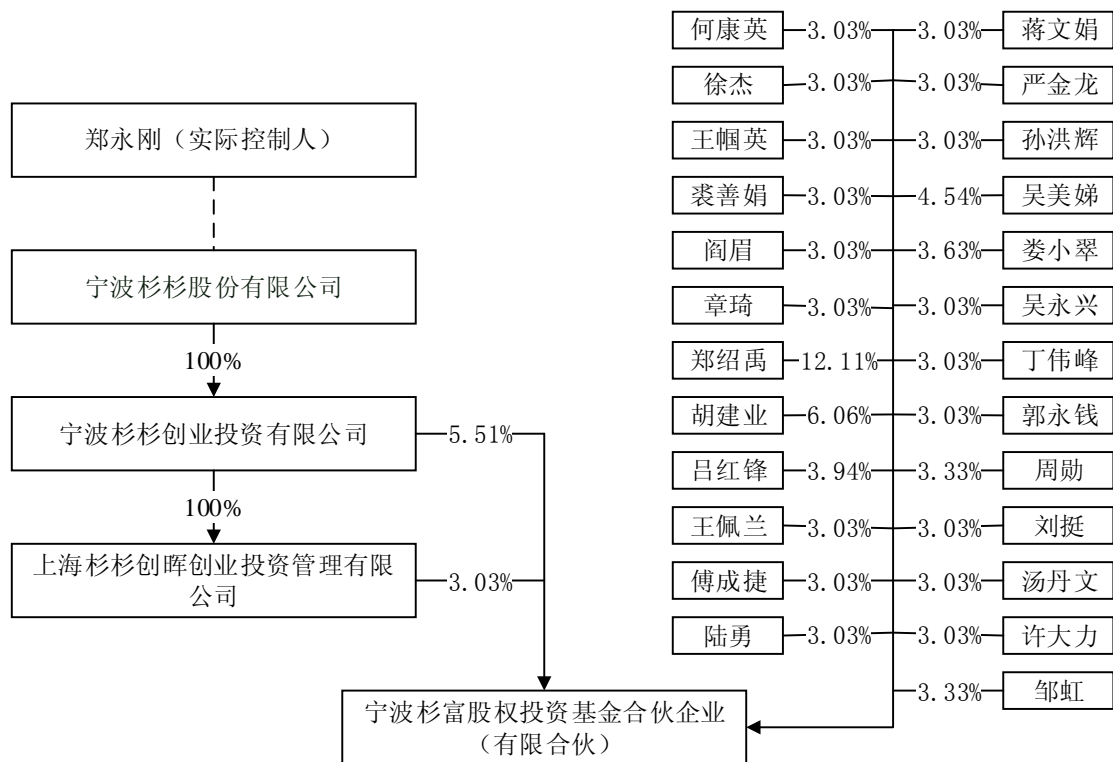 何康英 3.03% 3.03% 蒋文娟
徐杰 3.03% 3.03% 严金龙
郑永刚（实际控制人）
王帼英 3.03% 3.03% 孙洪辉
裘善娟 3.03% 4.54% 吴美娣
阎眉 3.03% 3.63% 娄小翠
宁波杉杉股份有限公司
章琦 3.03% 3.03% 吴永兴
100%
郑绍禹 12.11% 3.03% 丁伟峰
胡建业 6.06% 3.03% 郭永钱
宁波杉杉创业投资有限公司 5.51%
吕红锋 3.94% 3.33% 周勋
100%
王佩兰 3.03% 3.03% 刘挺
上海杉杉创晖创业投资管理有限
公司 3.03%
傅成捷 3.03% 3.03% 汤丹文
陆勇 3.03% 3.03% 许大力
3.33% 邹虹
宁波杉富股权投资基金合伙企业
（有限合伙）